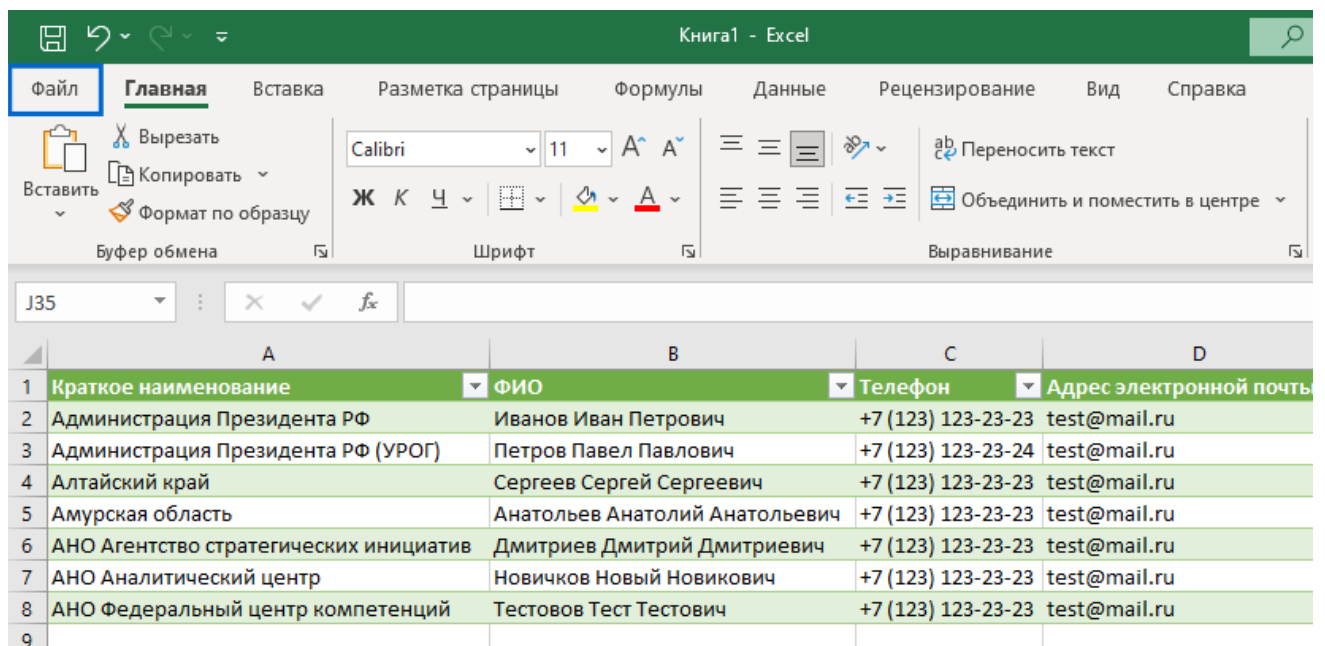 Книга1 - Excel
Файл Главная Вставка Разметка страницы Формулы Данные Рецензирование Вид Справка
Вставить
Вырезать
Копировать
Формат по образцу
Буфер обмена
Calibri 11 A A
Ж К Ч A
Шрифт
ab Переносить текст
Объединить и поместить в центре
Выравнивание
J35 fx
A B C D
1 Краткое наименование ФИО Телефон Адрес электронной почты
2 Администрация Президента РФ Иванов Иван Петрович +7 (123) 123-23-23 test@mail.ru
3 Администрация Президента РФ (УРОГ) Петров Павел Павлович +7 (123) 123-23-24 test@mail.ru
4 Алтайский край Сергеев Сергей Сергеевич +7 (123) 123-23-23 test@mail.ru
5 Амурская область Анатольев Анатолий Анатольевич +7 (123) 123-23-23 test@mail.ru
6 АНО Агентство стратегических инициатив Дмитриев Дмитрий Дмитриевич +7 (123) 123-23-23 test@mail.ru
7 АНО Аналитический центр Новичков Новый Новикович +7 (123) 123-23-23 test@mail.ru
8 АНО Федеральный центр компетенций Тестовов Тест Тестович +7 (123) 123-23-23 test@mail.ru
9